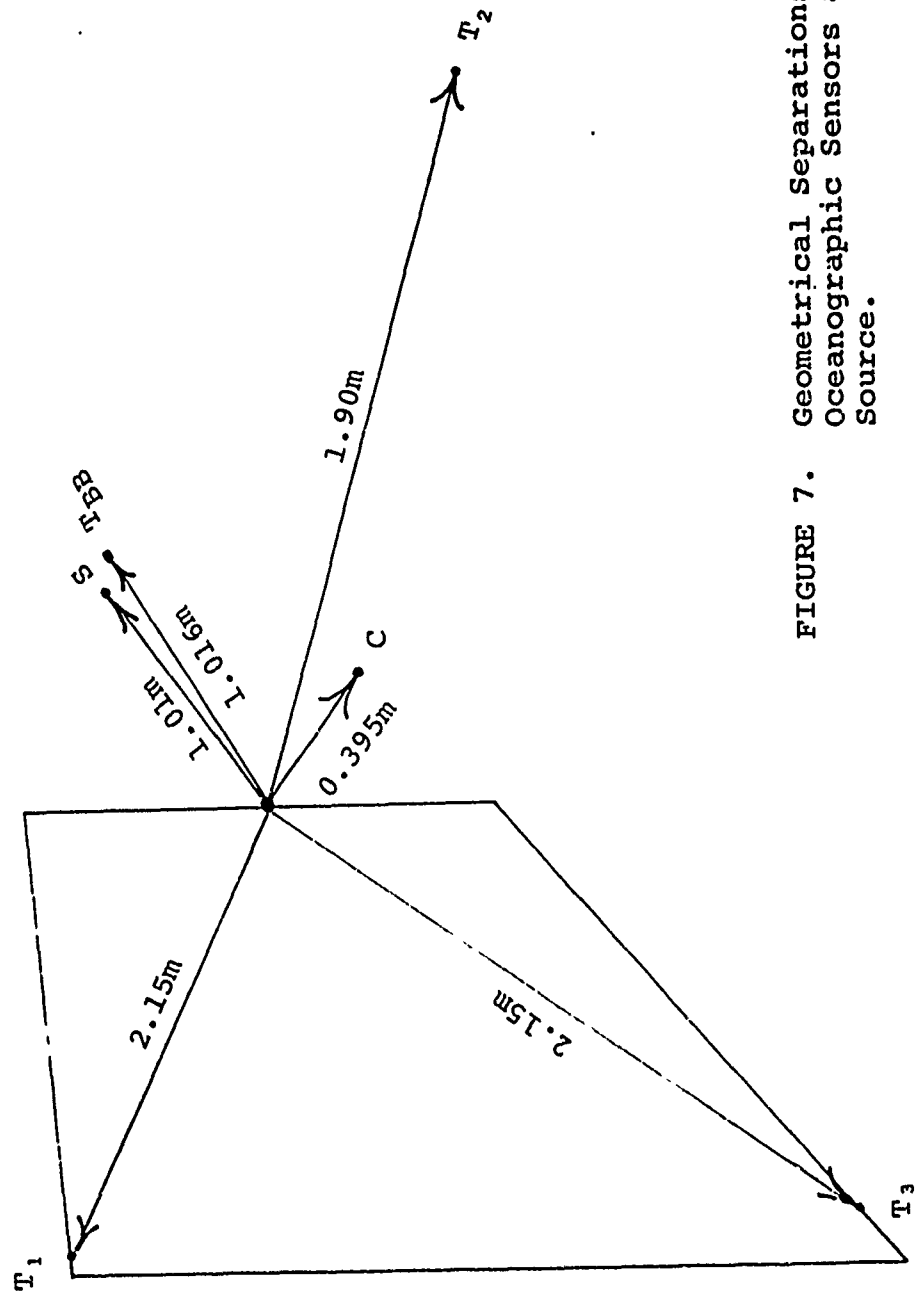 T1
T2
T3
S
TBB
C
2.15m
1.01m
1.016m
0.395m
1.90m
2.15m
FIGURE 7. Geometrical Separation
Oceanographic Sensors
Source.